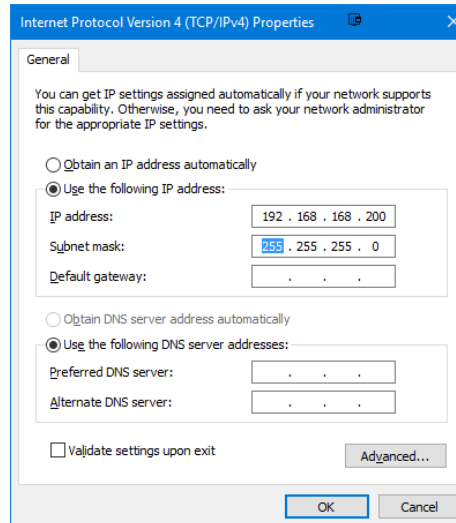 Internet Protocol Version 4 (TCP/IPv4) Properties
General
You can get IP settings assigned automatically if your network supports
this capability. Otherwise, you need to ask your network administrator
for the appropriate IP settings.
Obtain an IP address automatically
Use the following IP address:
IP address: 192 . 168 . 168 . 200
Subnet mask: 255 . 255 . 255 . 0
Default gateway: . . .
Obtain DNS server address automatically
Use the following DNS server addresses:
Preferred DNS server: . . .
Alternate DNS server: . . .
Validate settings upon exit
Advanced...
OK Cancel